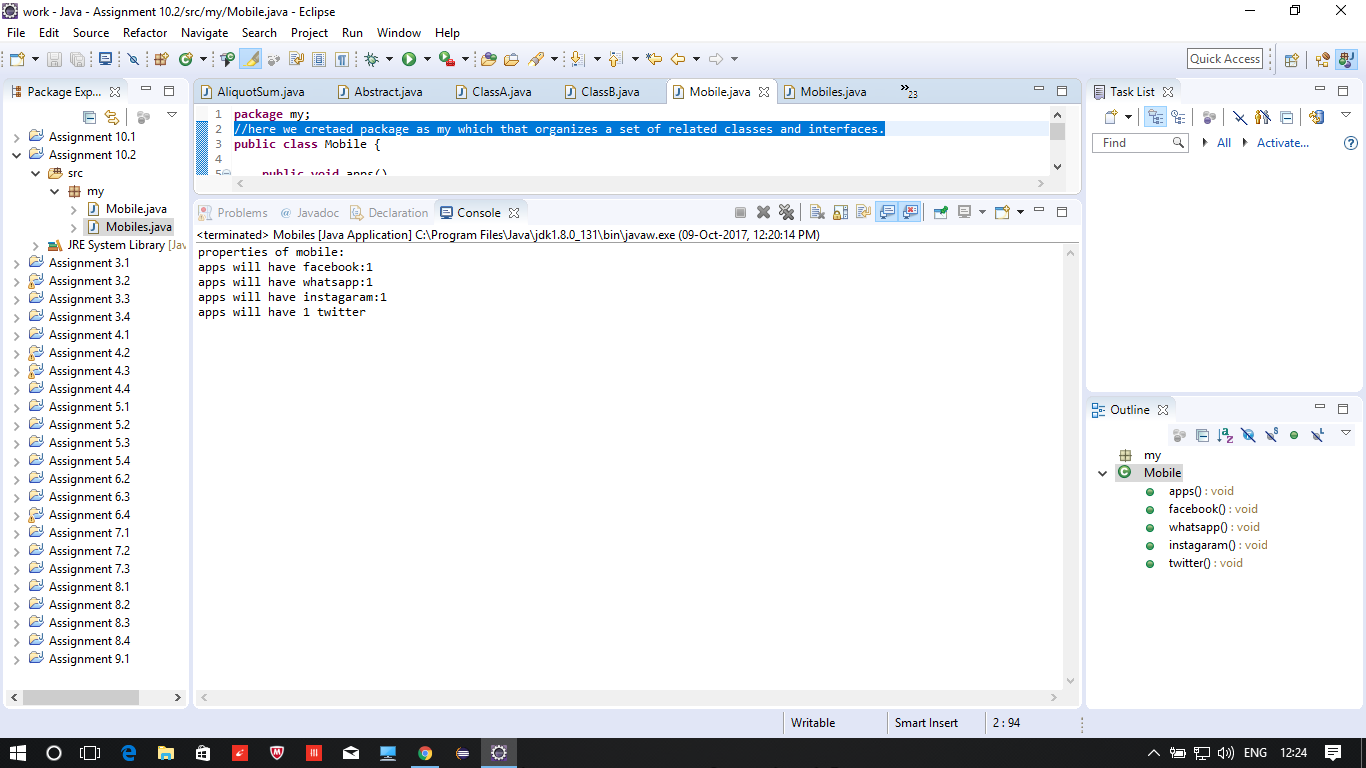 work - Java - Assignment 10.2/src/my/Mobile.java - Eclipse
File Edit Source Refactor Navigate Search Project Run Window Help
Quick Access
Package Exp...
Assignment 10.1
Assignment 10.2
src
my
Mobile.java
Mobiles.java
JRE System Library [Jav
Assignment 3.1
Assignment 3.2
Assignment 3.3
Assignment 3.4
Assignment 4.1
Assignment 4.2
Assignment 4.3
Assignment 4.4
Assignment 5.1
Assignment 5.2
Assignment 5.3
Assignment 5.4
Assignment 6.2
Assignment 6.3
Assignment 6.4
Assignment 7.1
Assignment 7.2
Assignment 7.3
Assignment 8.1
Assignment 8.2
Assignment 8.3
Assignment 8.4
Assignment 9.1
AliquotSum.java Abstract.java ClassA.java ClassB.java Mobile.java Mobiles.java »23
1 package my;
2 //here we cretaed package as my which that organizes a set of related classes and interfaces.
3 public class Mobile {
4
5 public void apps()
Problems @ Javadoc Declaration Console
<terminated> Mobiles [Java Application] C:\Program Files\Java\jdk1.8.0_131\bin\javaw.exe (09-Oct-2017, 12:20:14 PM)
properties of mobile:
apps will have facebook:1
apps will have whatsapp:1
apps will have instagaram:1
apps will have 1 twitter
Task List
Find All Activate...
Outline
my
Mobile
apps() : void
facebook() : void
whatsapp() : void
instagaram() : void
twitter() : void
Writable Smart Insert 2 : 94
ENG 12:24